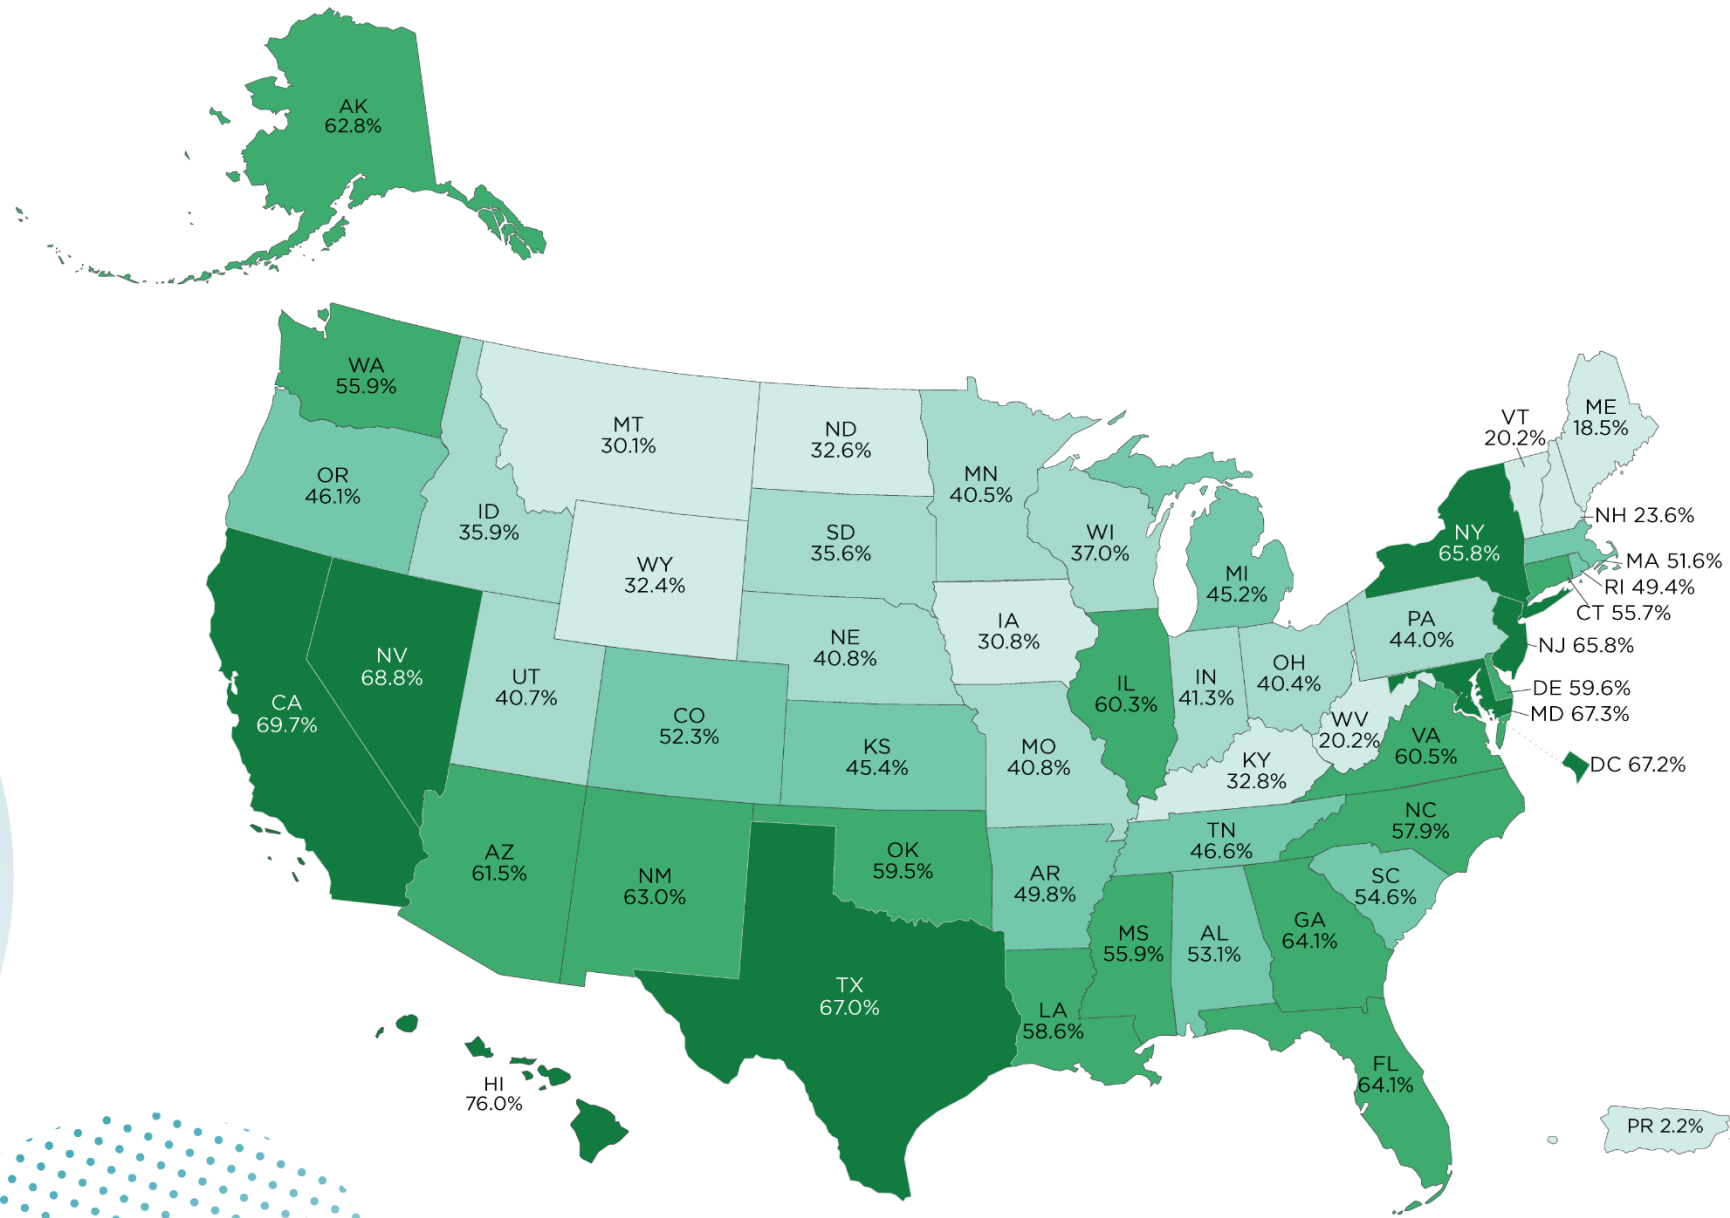 AK
62.8%
WA
55.9%
OR
46.1%
ID
35.9%
MT
30.1%
ND
32.6%
MN
40.5%
WI
37.0%
MI
45.2%
SD
35.6%
WY
32.4%
CA
69.7%
NV
68.8%
UT
40.7%
CO
52.3%
NE
40.8%
KS
45.4%
IA
30.8%
MO
40.8%
IL
60.3%
IN
41.3%
OH
40.4%
PA
44.0%
NY
65.8%
VT
20.2%
ME
18.5%
NH 23.6%
MA 51.6%
RI 49.4%
CT 55.7%
NJ 65.8%
DE 59.6%
MD 67.3%
DC 67.2%
WV
20.2%
VA
60.5%
KY
32.8%
TN
46.6%
NC
57.9%
SC
54.6%
GA
64.1%
AL
53.1%
MS
55.9%
AR
49.8%
LA
58.6%
OK
59.5%
TX
67.0%
NM
63.0%
AZ
61.5%
HI
76.0%
FL
64.1%
PR 2.2%